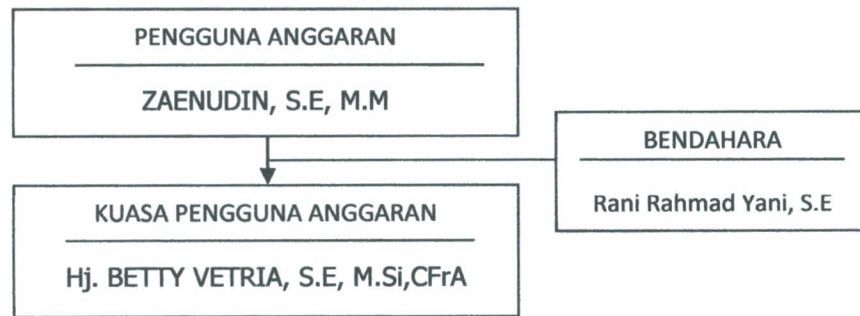 PENGGUNA ANGGARAN
ZAENUDIN, S.E, M.M
BENDAHARA
Rani Rahmad Yani, S.E
KUASA PENGGUNA ANGGARAN
Hj. BETTY VETRIA, S.E, M.Si,CFrA